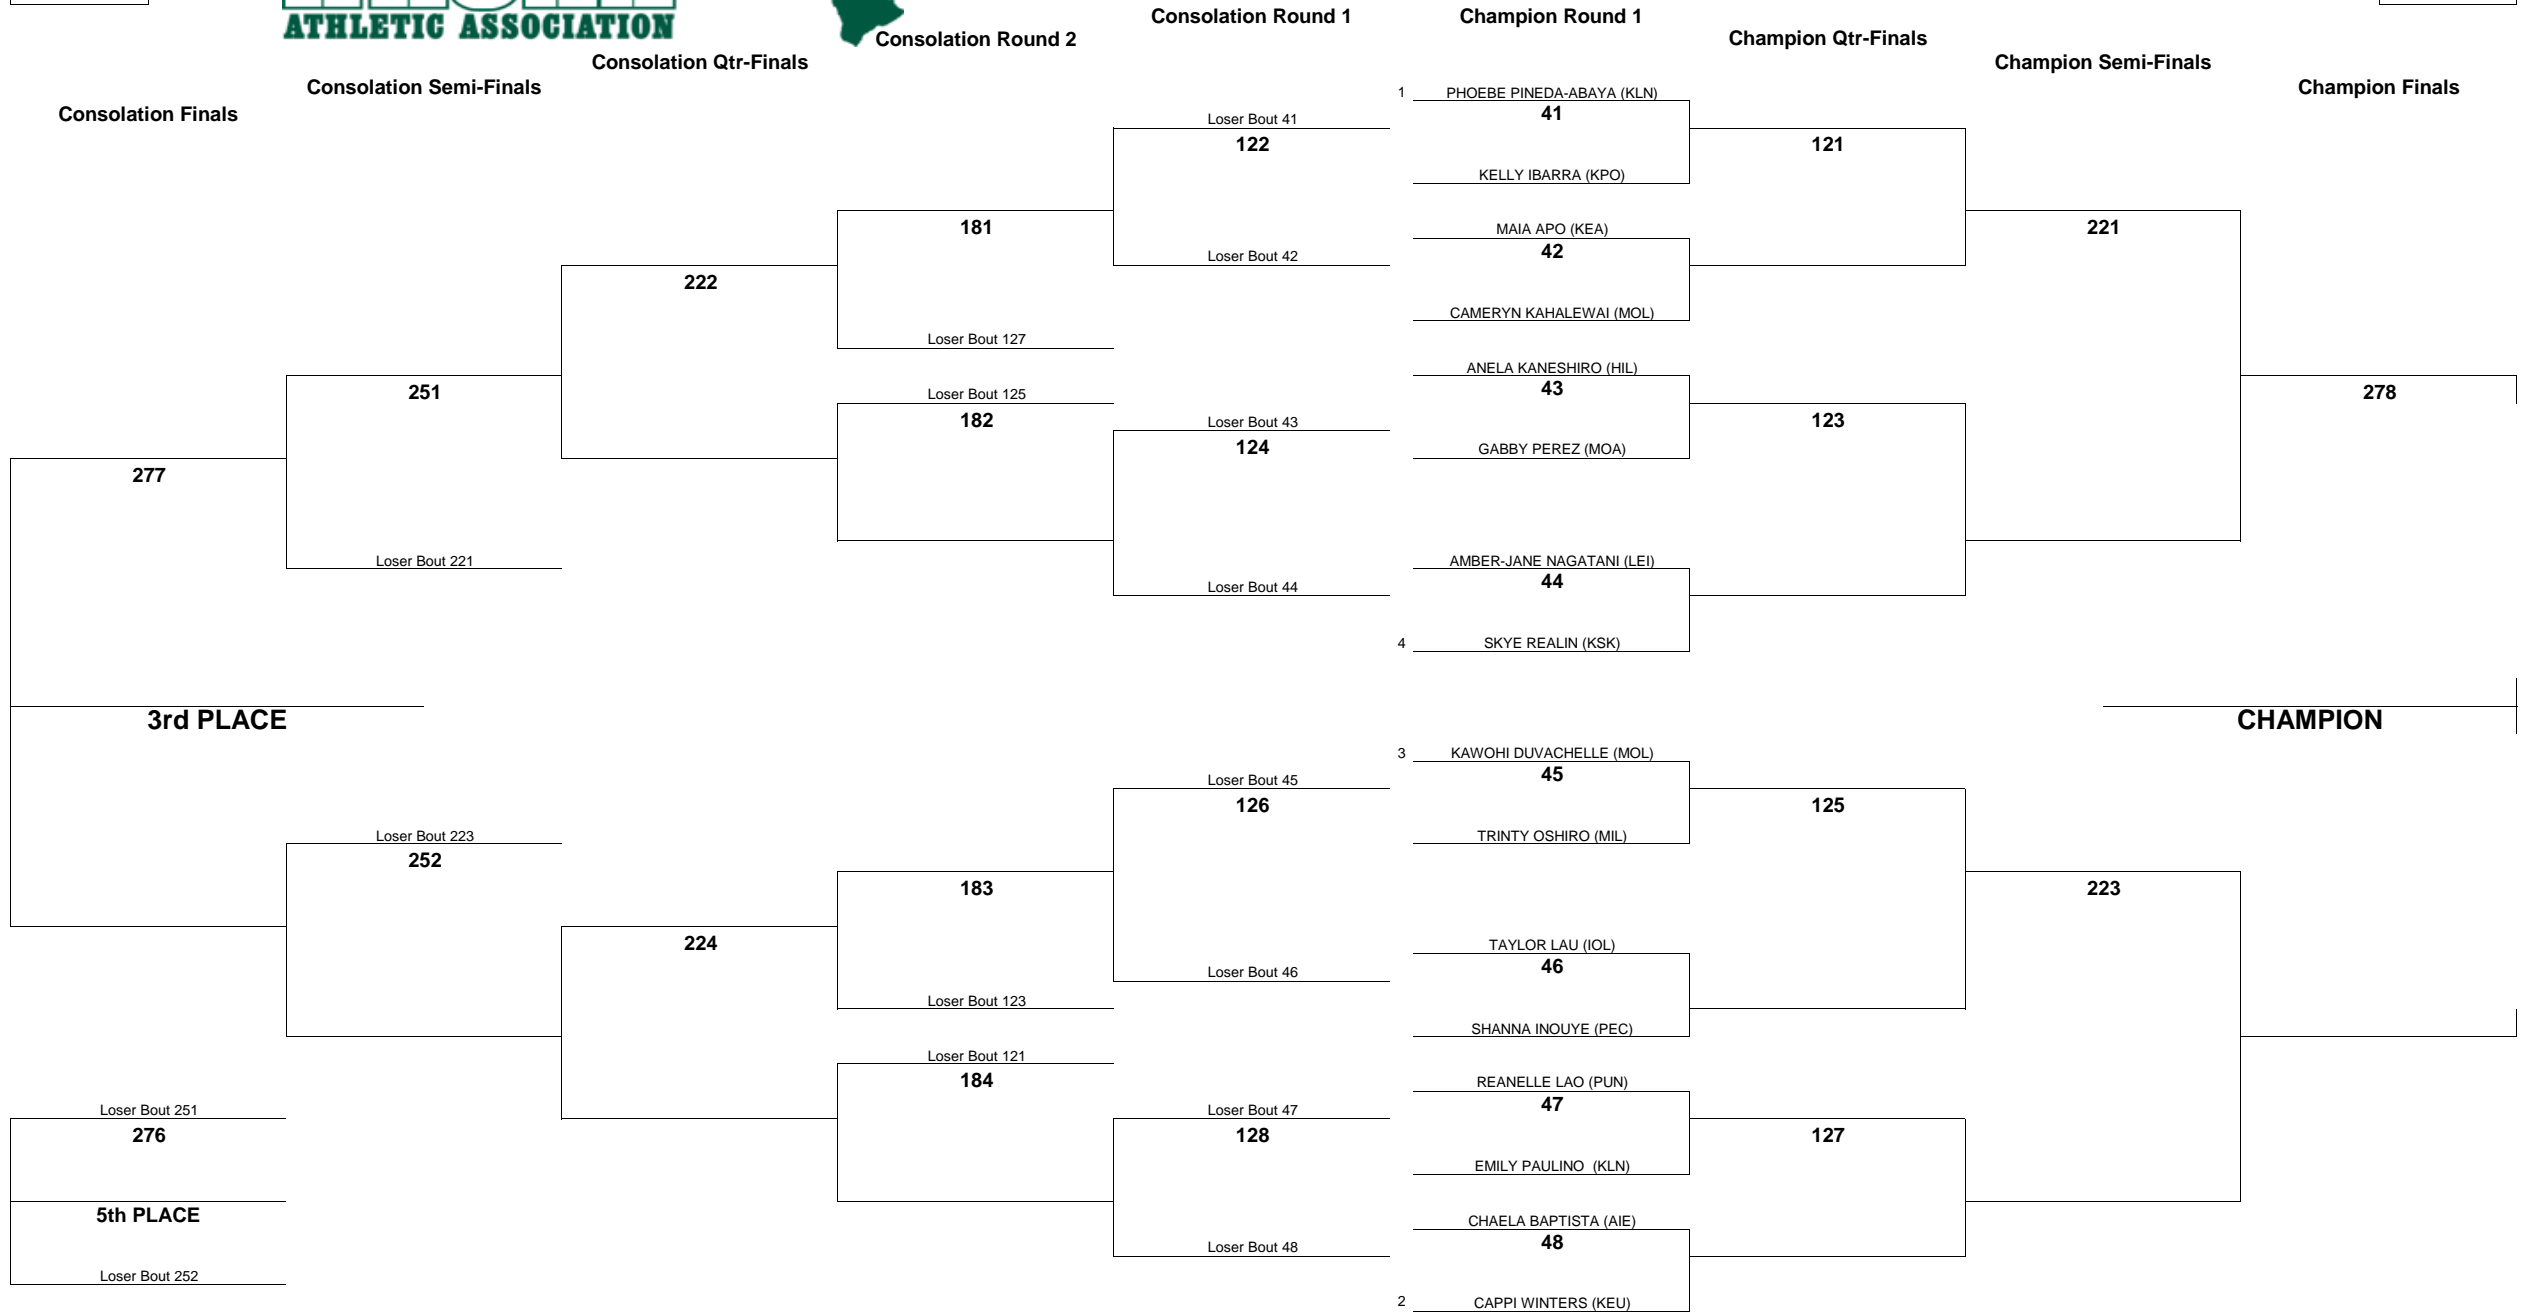 ATHLETIC ASSOCIATION
Consolation Round 1
Champion Round 1
Consolation Round 2
Champion Qtr-Finals
Consolation Qtr-Finals
Champion Semi-Finals
Consolation Semi-Finals
Champion Finals
Consolation Finals
1 PHOEBE PINEDA-ABAYA (KLN)
41
Loser Bout 41
122
121
KELLY IBARRA (KPO)
181
221
MAIA APO (KEA)
42
Loser Bout 42
222
CAMERYN KAHALEWAI (MOL)
Loser Bout 127
ANELA KANESHIRO (HIL)
43
251
278
Loser Bout 125
182
123
Loser Bout 43
124
GABBY PEREZ (MOA)
277
Loser Bout 221
AMBER-JANE NAGATANI (LEI)
44
Loser Bout 44
4 SKYE REALIN (KSK)
3rd PLACE
CHAMPION
3 KAWOHI DUVACHELLE (MOL)
45
Loser Bout 45
126
125
Loser Bout 223
TRINTY OSHIRO (MIL)
252
183
223
224
TAYLOR LAU (IOL)
46
Loser Bout 46
Loser Bout 123
SHANNA INOUYE (PEC)
Loser Bout 121
184
REANELLE LAO (PUN)
47
Loser Bout 251
276
Loser Bout 47
128
127
EMILY PAULINO (KLN)
5th PLACE
CHAELA BAPTISTA (AIE)
48
Loser Bout 48
Loser Bout 252
2 CAPPI WINTERS (KEU)